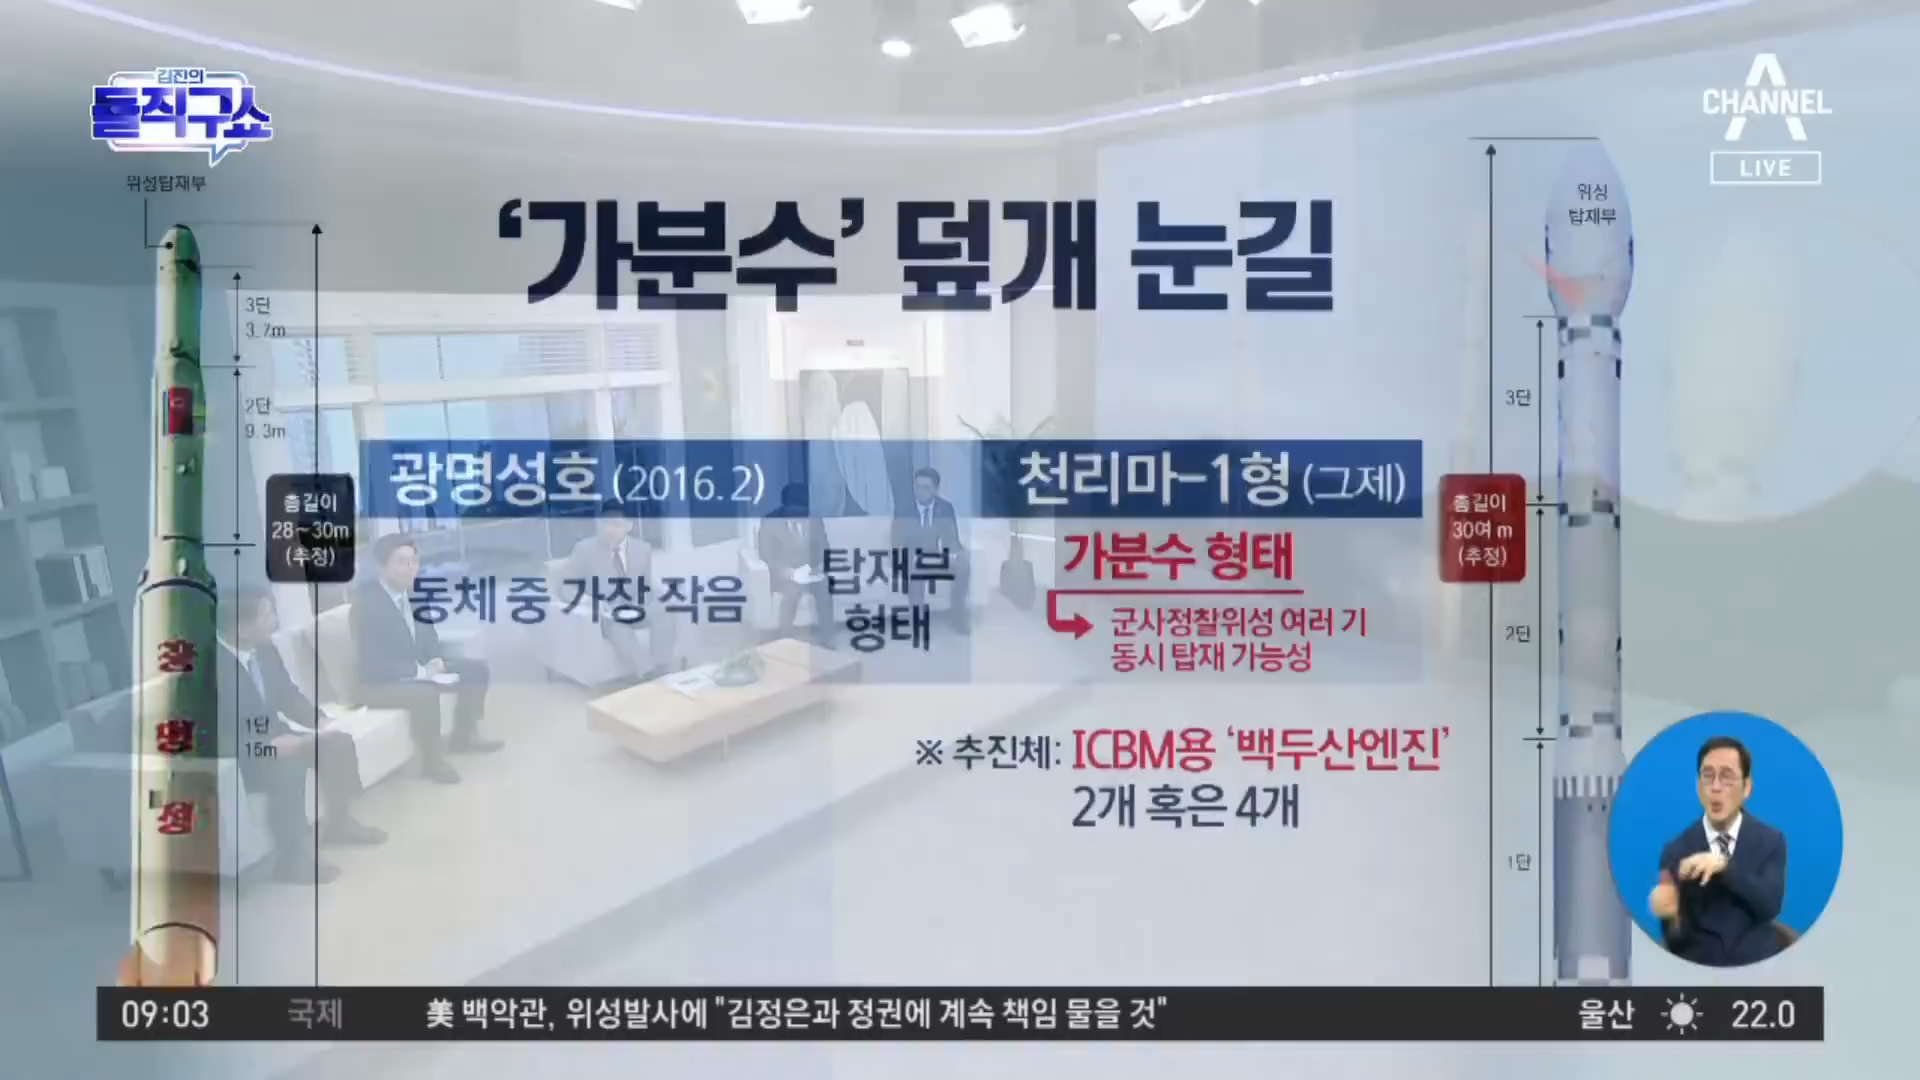 김진의
돌직구쇼
CHANNEL A
LIVE
위성탑재부
3단
3.7m
2단
9.3m
총길이
28~30m
(추정)
1단
15m
광
명
성
‘가분수’ 덮개 눈길
광명성호 (2016.2)
천리마-1형 (그제)
동체 중 가장 작음
탑재부
형태
가분수 형태
군사정찰위성 여러 기
동시 탑재 가능성
※ 추진체: ICBM용 ‘백두산엔진’
2개 혹은 4개
위성
탑재부
3단
총길이
30여 m
(추정)
2단
1단
09:03 국제 美 백악관, 위성발사에 "김정은과 정권에 계속 책임 물을 것" 울산 22.0